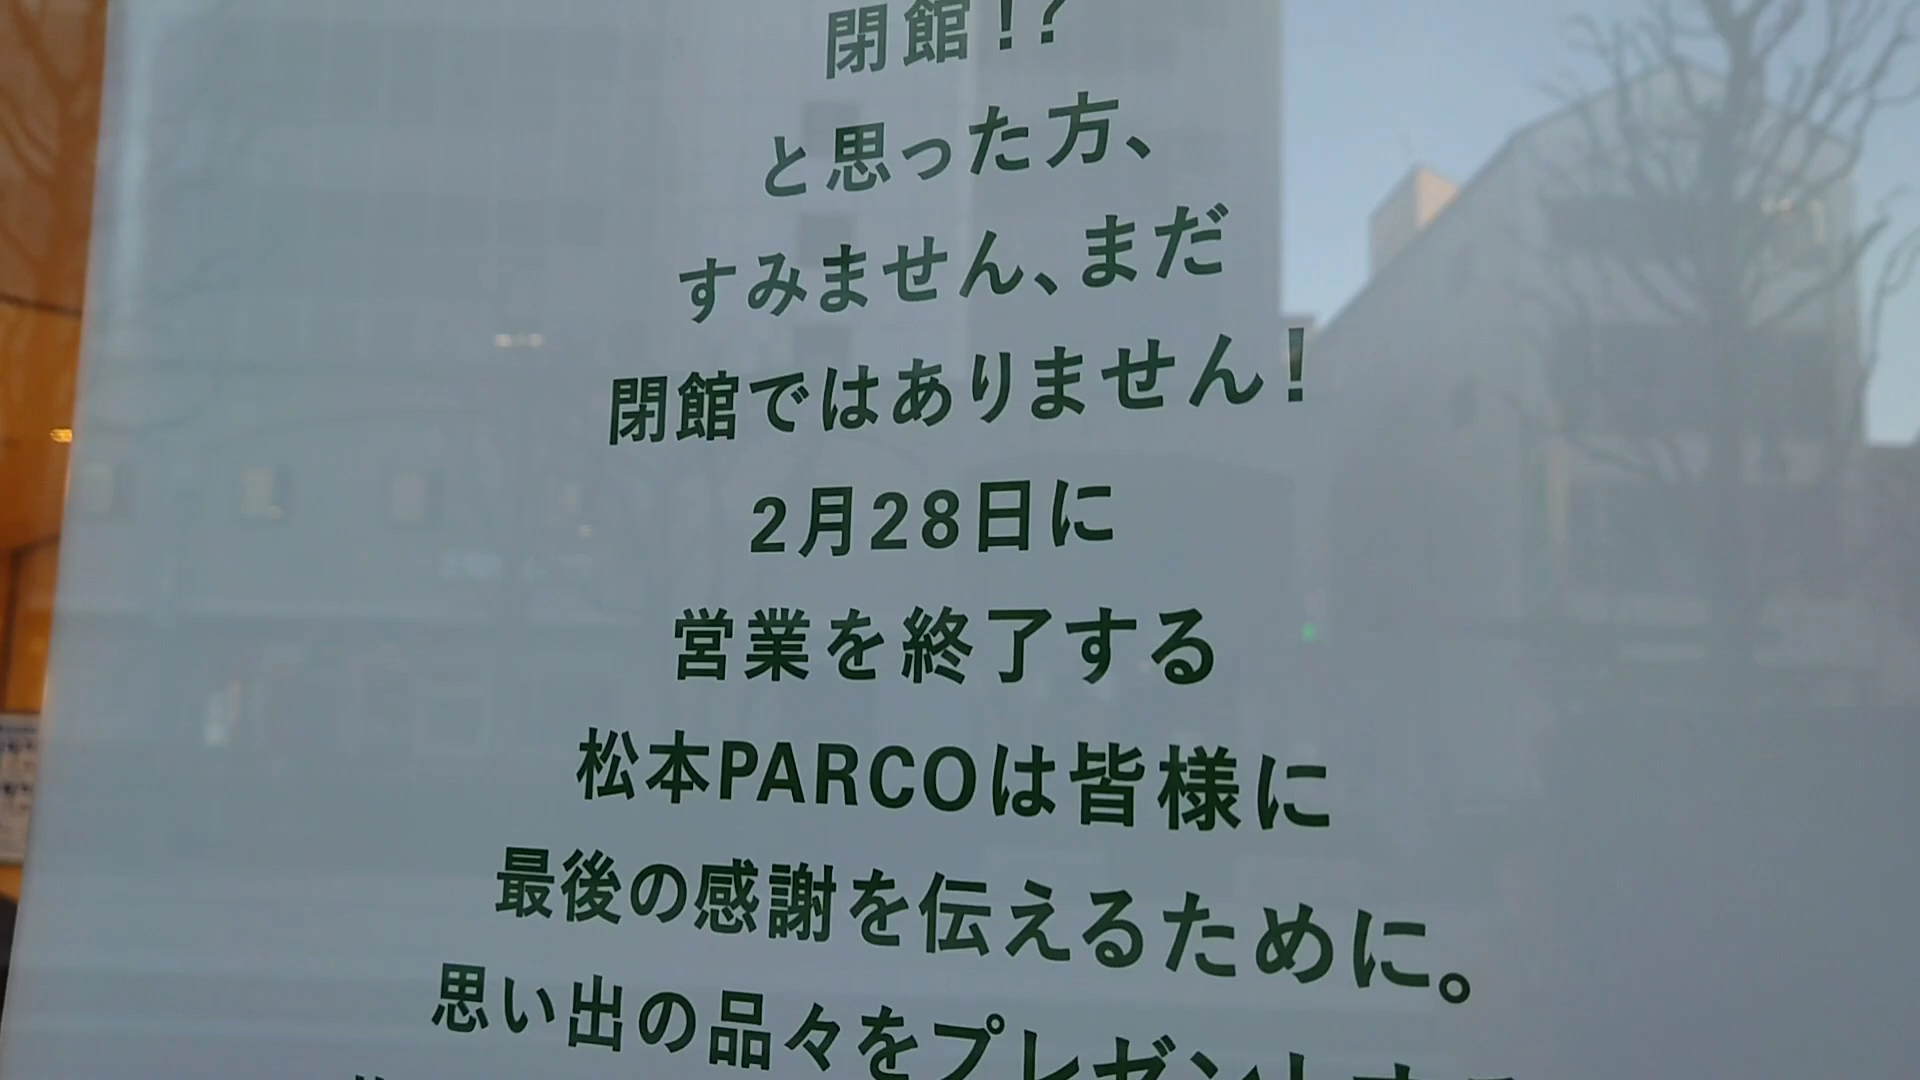 閉館!?
と思った方、
すみません、まだ
閉館ではありません!
2月28日に
営業を終了する
松本PARCOは皆様に
最後の感謝を伝えるために。
思い出の品々をプレゼントする